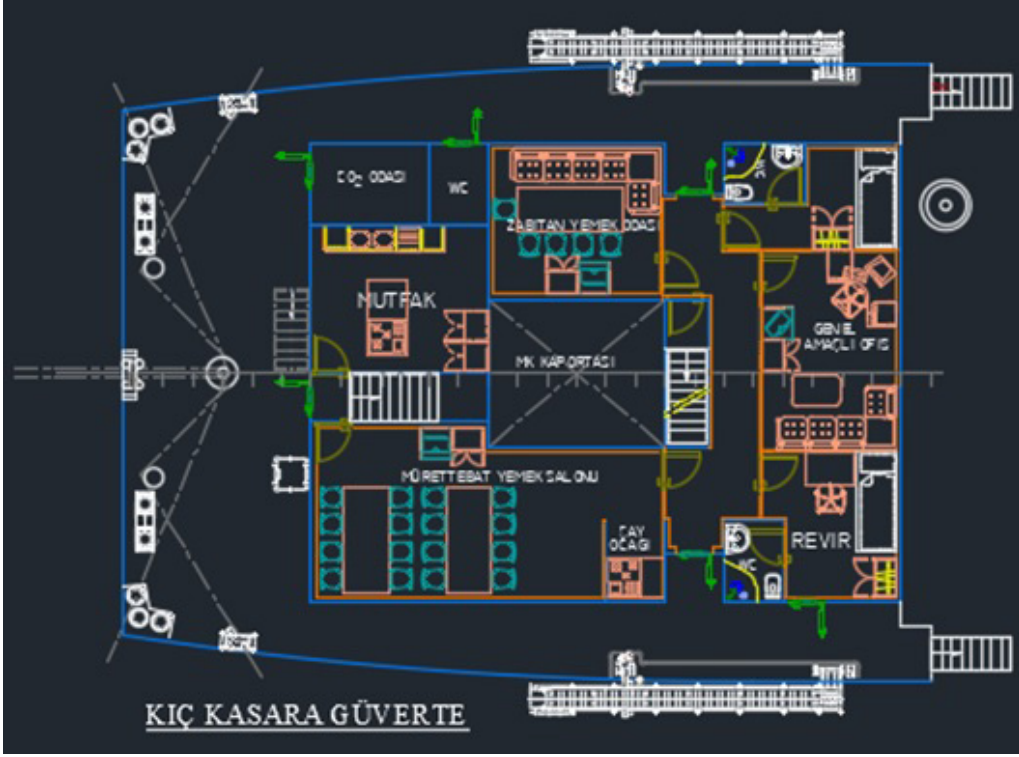 CO₂ ODASI
WC
ZABİTAN YEMEK ODASI
WC
MUTFAK
GENEL
AMAÇLI OFİS
MK KAPORTASI
MÜRETTEBAT YEMEK SALONU
ÇAY
OCAĞI
REVİR
WC
KIÇ KASARA GÜVERTE